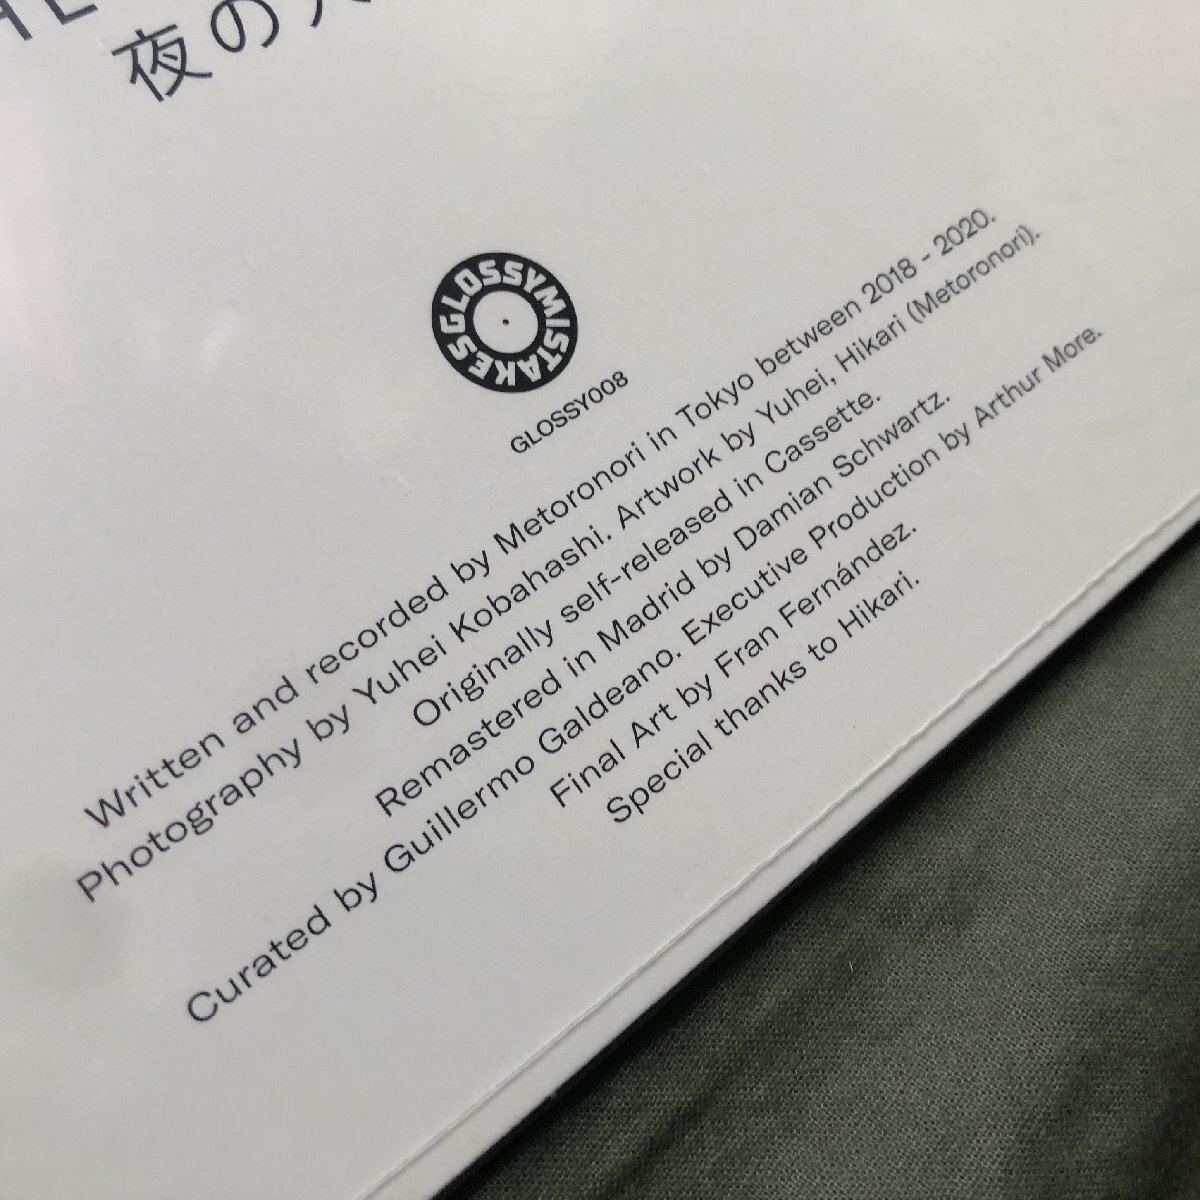 夜の
GLOSSYMISTAKES
GLOSSY008
Written and recorded by Metoronori in Tokyo between 2018 - 2020.
Photography by Yuhei Kobahashi. Artwork by Yuhei, Hikari (Metoronori).
Originally self-released in Cassette.
Remastered in Madrid by Damian Schwartz.
Curated by Guillermo Galdeano. Executive Production by Arthur More.
Final Art by Fran Fernández.
Special thanks to Hikari.